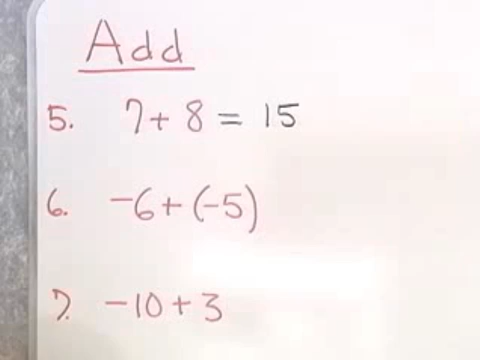 Add
5. 7 + 8 = 15
6. -6 + (-5)
7. -10 + 3